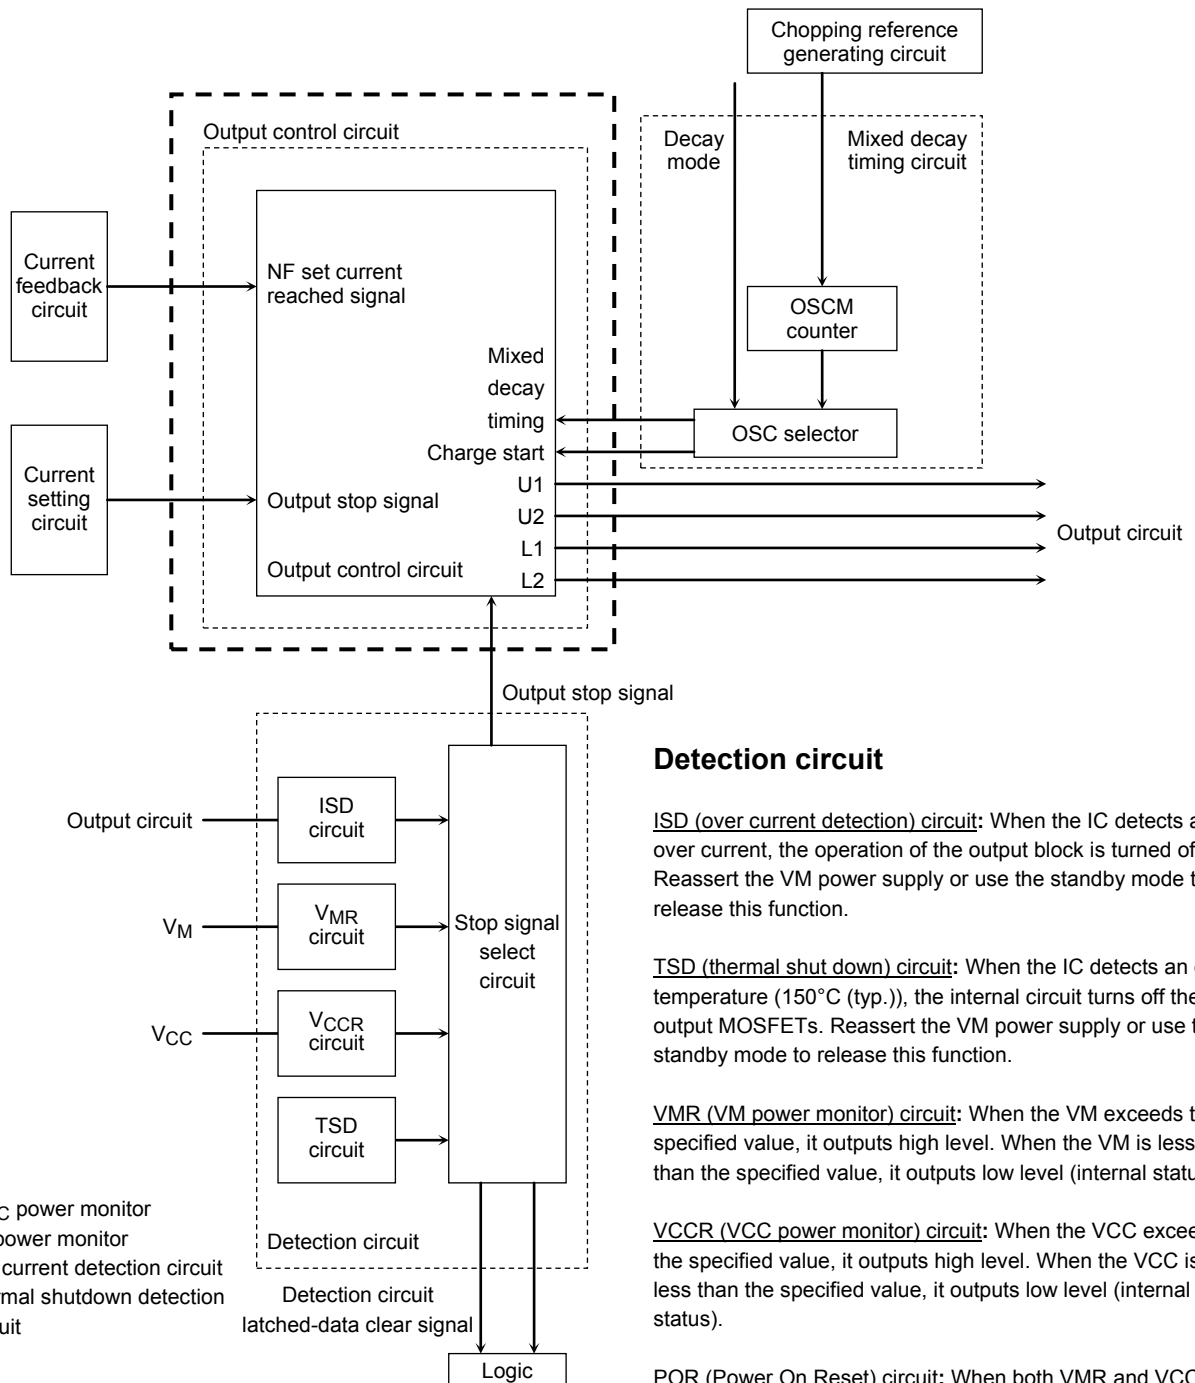 Chopping reference
generating circuit
Output control circuit
Decay
mode
Mixed decay
timing circuit
Current
feedback
circuit
NF set current
reached signal
OSCM
counter
Mixed
decay
timing
Charge start
OSC selector
Current
setting
circuit
Output stop signal
Output control circuit
U1
U2
L1
L2
Output circuit
Output stop signal
Output circuit
ISD
circuit
VM
VMR
circuit
VCC
VCCR
circuit
TSD
circuit
Stop signal
select
circuit
Detection circuit
power monitor
power monitor
current detection circuit
shutdown detection
Detection circuit
latched-data clear signal
Logic
Detection circuit
ISD (over current detection) circuit: When the IC detects
over current, the operation of the output block is turned
Reassert the VM power supply or use the standby mode
release this function.
TSD (thermal shut down) circuit: When the IC detects an
temperature (150°C (typ.)), the internal circuit turns off the
output MOSFETs. Reassert the VM power supply or use
standby mode to release this function.
VMR (VM power monitor) circuit: When the VM exceeds
specified value, it outputs high level. When the VM is less
than the specified value, it outputs low level (internal
VCCR (VCC power monitor) circuit: When the VCC
the specified value, it outputs high level. When the VCC is
less than the specified value, it outputs low level (internal
status).
POR (Power On Reset) circuit: When both VMR and